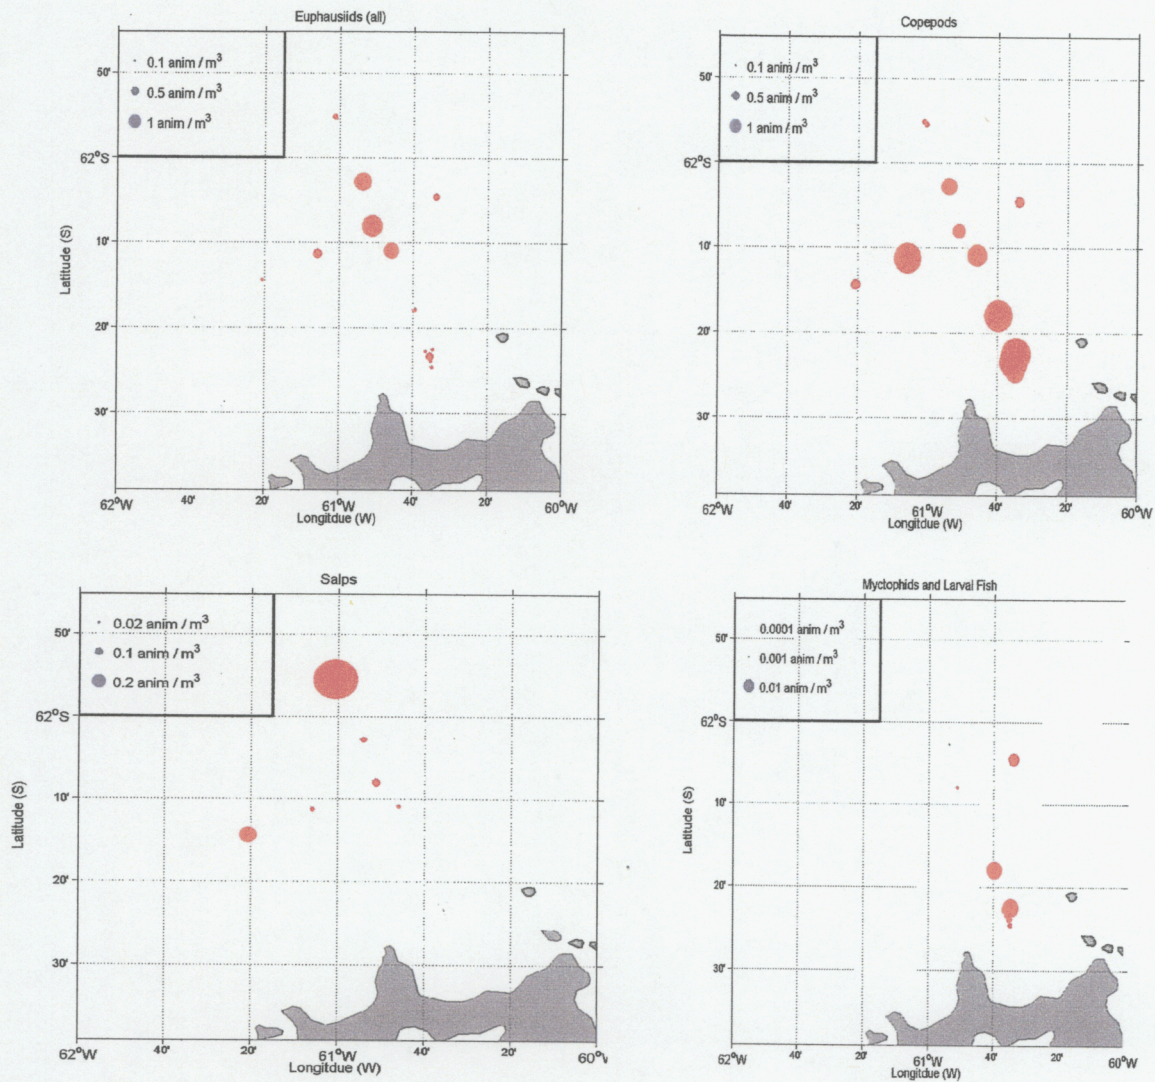 Euphausiids (all)
0.1 anim / m³
0.5 anim / m³
1 anim / m³
50'
62°S
10'
20'
30'
Latitude (S)
62°W
40'
20'
61°W
40'
20'
60°W
Longitdue (W)
Copepods
0.1 anim / m³
0.5 anim / m³
1 anim / m³
50'
62°S
10'
20'
30'
Latitude (S)
62°W
40'
20'
61°W
40'
20'
60°W
Longitdue (W)
Salps
0.02 anim / m³
0.1 anim / m³
0.2 anim / m³
50'
62°S
10'
20'
30'
Latitude (S)
62°W
40'
20'
61°W
40'
20'
60°
Longitdue (W)
Myctophids and Larval Fish
0.0001 anim / m³
0.001 anim / m³
0.01 anim / m³
50'
62°S
10'
20'
30'
Latitude (S)
62°W
40'
20'
61°W
40'
20'
60°W
Longitdue (W)